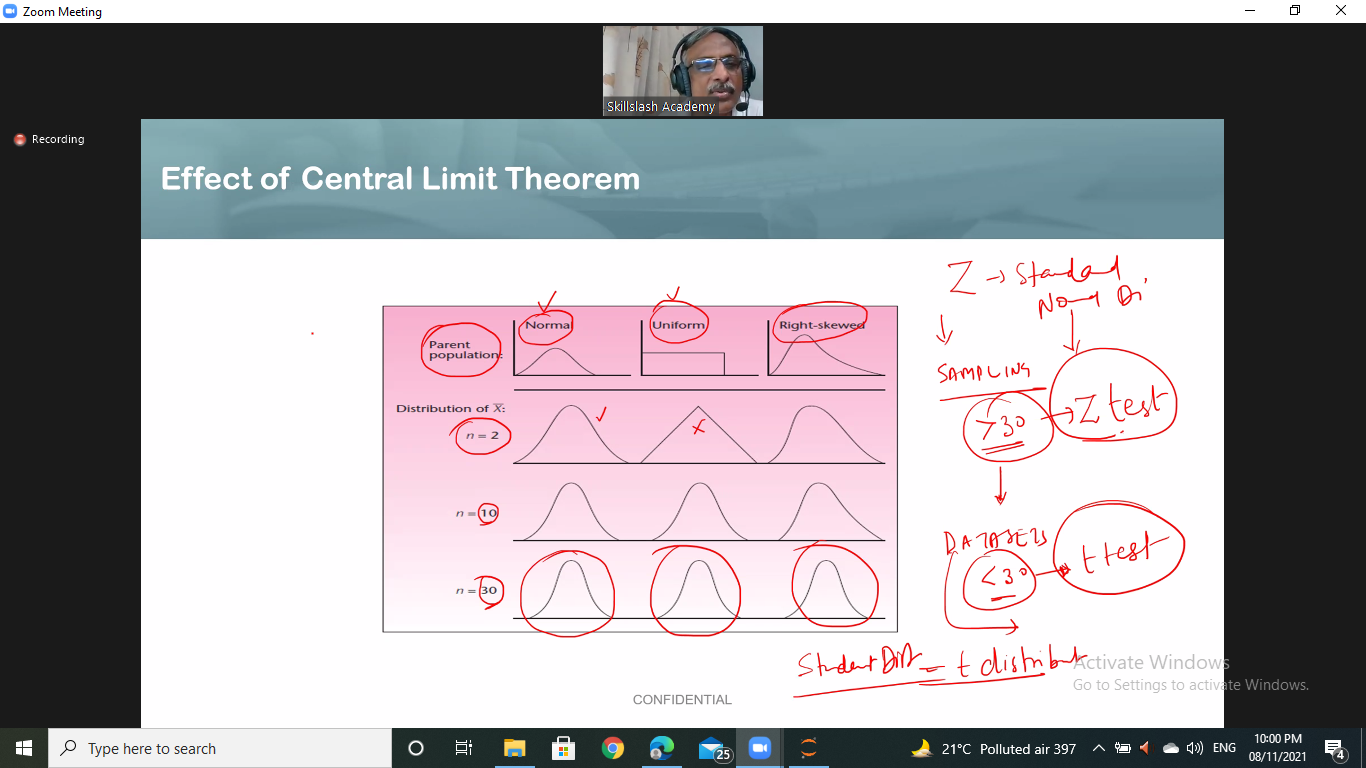 Zoom Meeting
Skillslash Academy
Recording
Effect of Central Limit Theorem
Z → Standard
Normal Di
Parent
population:
Normal
Uniform
Right-skewed
SAMPLING
>30 → Z test
Distribution of X̅:
n = 2
n = 10
DATASETS
<30 → t test
n = 30
Student Dist = t distribut
CONFIDENTIAL
Activate Windows
Go to Settings to activate Windows.
Type here to search
25
21°C Polluted air 397
ENG
10:00 PM
08/11/2021
4